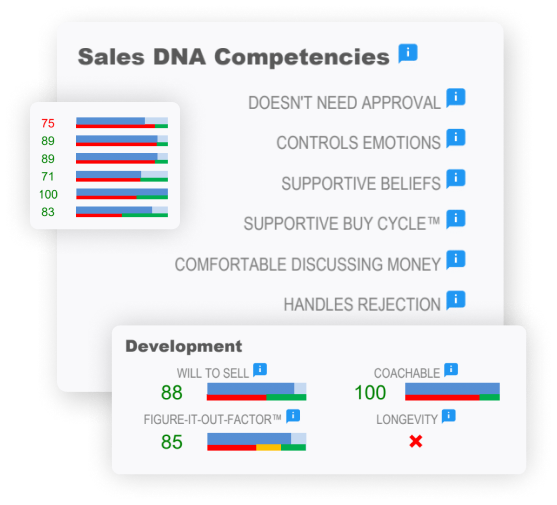 Sales DNA Competencies
DOESN'T NEED APPROVAL
75
CONTROLS EMOTIONS
89
89
SUPPORTIVE BELIEFS
71
100
SUPPORTIVE BUY CYCLE™
83
COMFORTABLE DISCUSSING MONEY
HANDLES REJECTION
Development
WILL TO SELL
COACHABLE
88
100
FIGURE-IT-OUT-FACTOR™
LONGEVITY
85